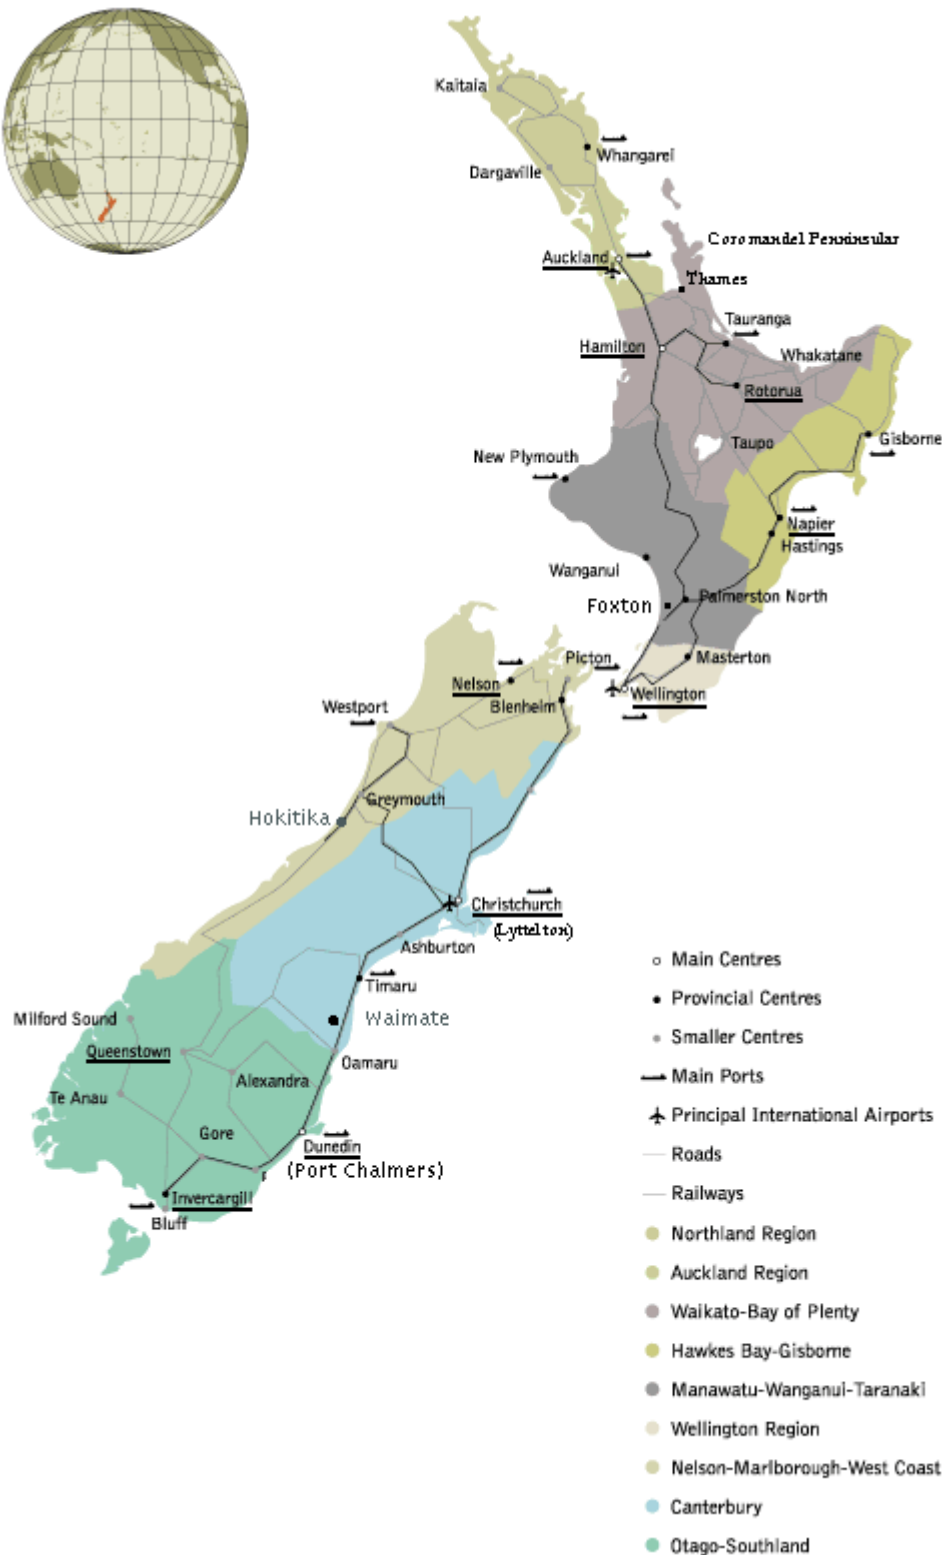 Kaitaia
Whangarei
Dargaville
Coromandel Penninsular
Auckland
Thames
Tauranga
Hamilton
Whakatane
Rotorua
Gisborne
Taupo
New Plymouth
Napier
Hastings
Wanganui
Palmerston North
Foxton
Masterton
Picton
Nelson
Wellington
Blenheim
Westport
Greymouth
Hokitika
Christchurch
(Lyttelton)
Ashburton
Timaru
Waimate
Milford Sound
Queenstown
Oamaru
Alexandra
Te Anau
Gore
Dunedin
(Port Chalmers)
Invercargill
Bluff
Main Centres
Provincial Centres
Smaller Centres
Main Ports
Principal International Airports
Roads
Railways
Northland Region
Auckland Region
Waikato-Bay of Plenty
Hawkes Bay-Gisborne
Manawatu-Wanganui-Taranaki
Wellington Region
Nelson-Marlborough-West Coast
Canterbury
Otago-Southland